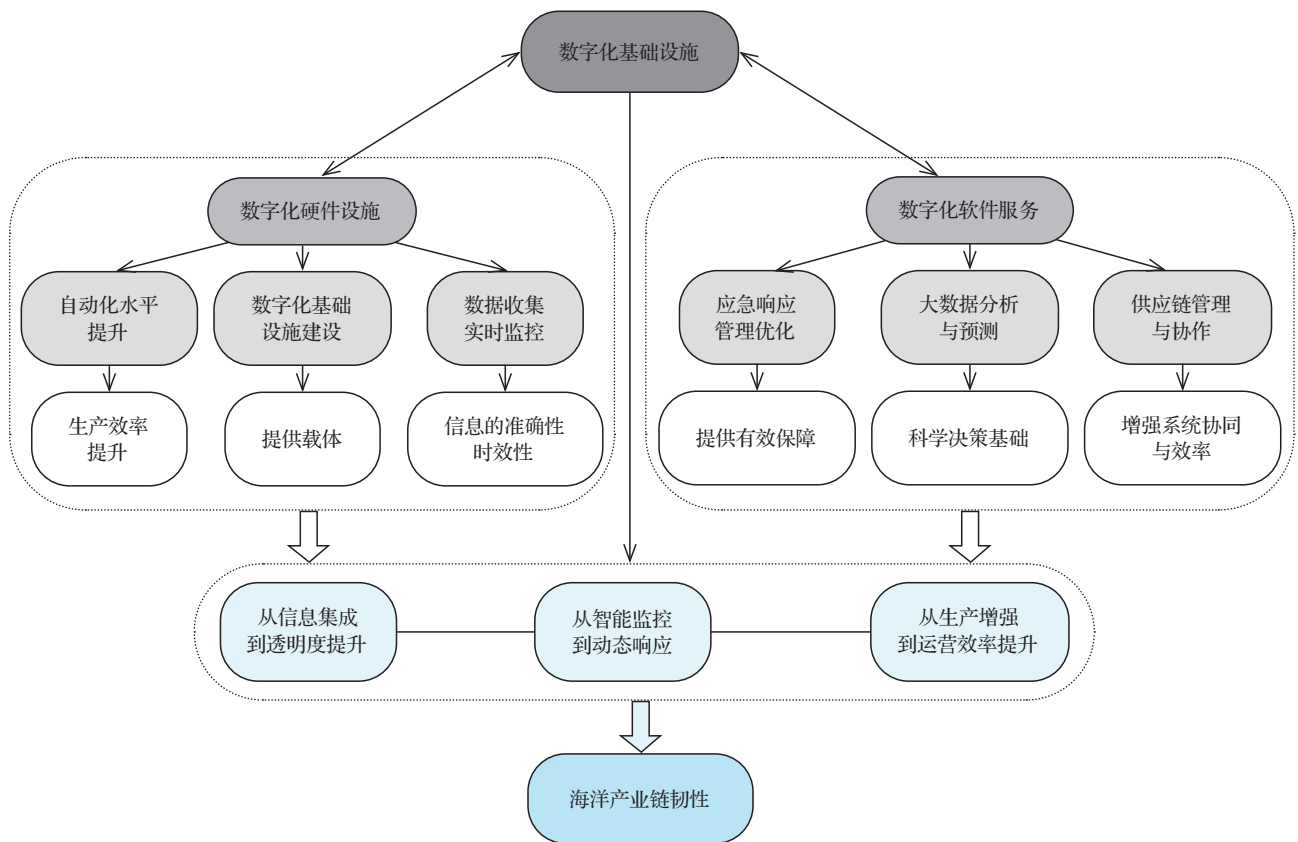 数字化基础设施
数字化硬件设施
数字化软件服务
自动化水平
提升
数字化基础
设施建设
数据收集
实时监控
应急响应
管理优化
大数据分析
与预测
供应链管理
与协作
生产效率
提升
提供载体
信息的准确性
时效性
提供有效保障
科学决策基础
增强系统协同
与效率
从信息集成
到透明度提升
从智能监控
到动态响应
从生产增强
到运营效率提升
海洋产业链韧性